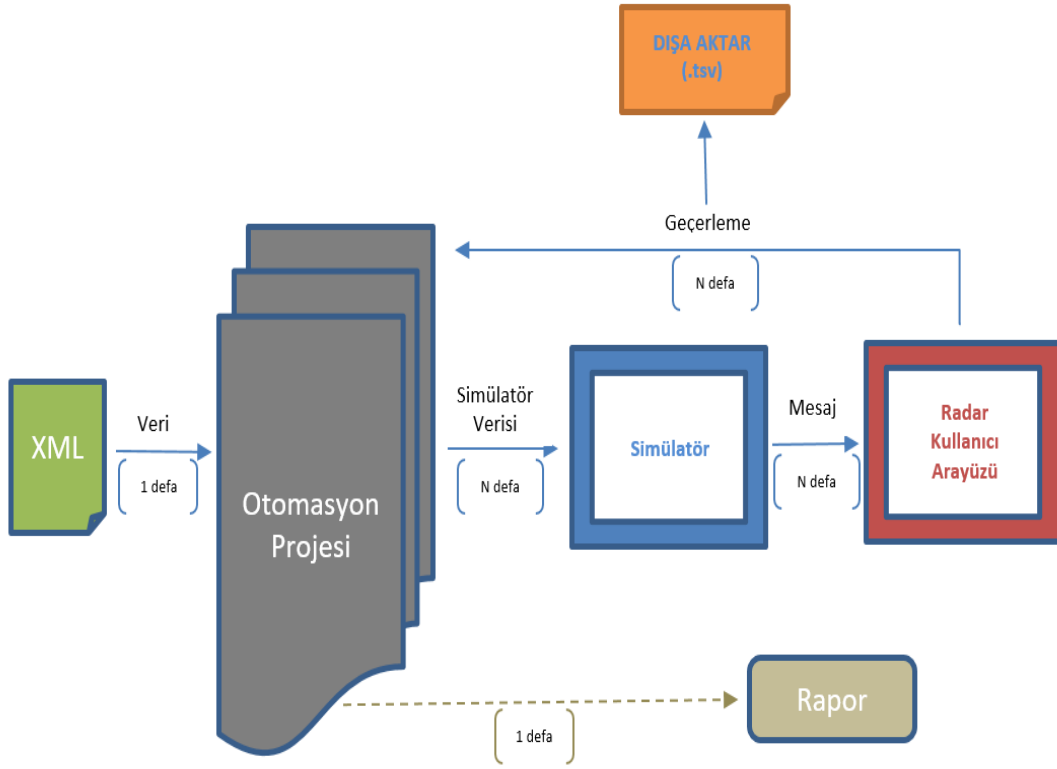 DIŞA AKTAR
(.tsv)
Geçerleme
N defa
XML
Veri
1 defa
Otomasyon
Projesi
Simülatör
Verisi
N defa
Simülatör
Mesaj
N defa
Radar
Kullanıcı
Arayüzü
Rapor
1 defa